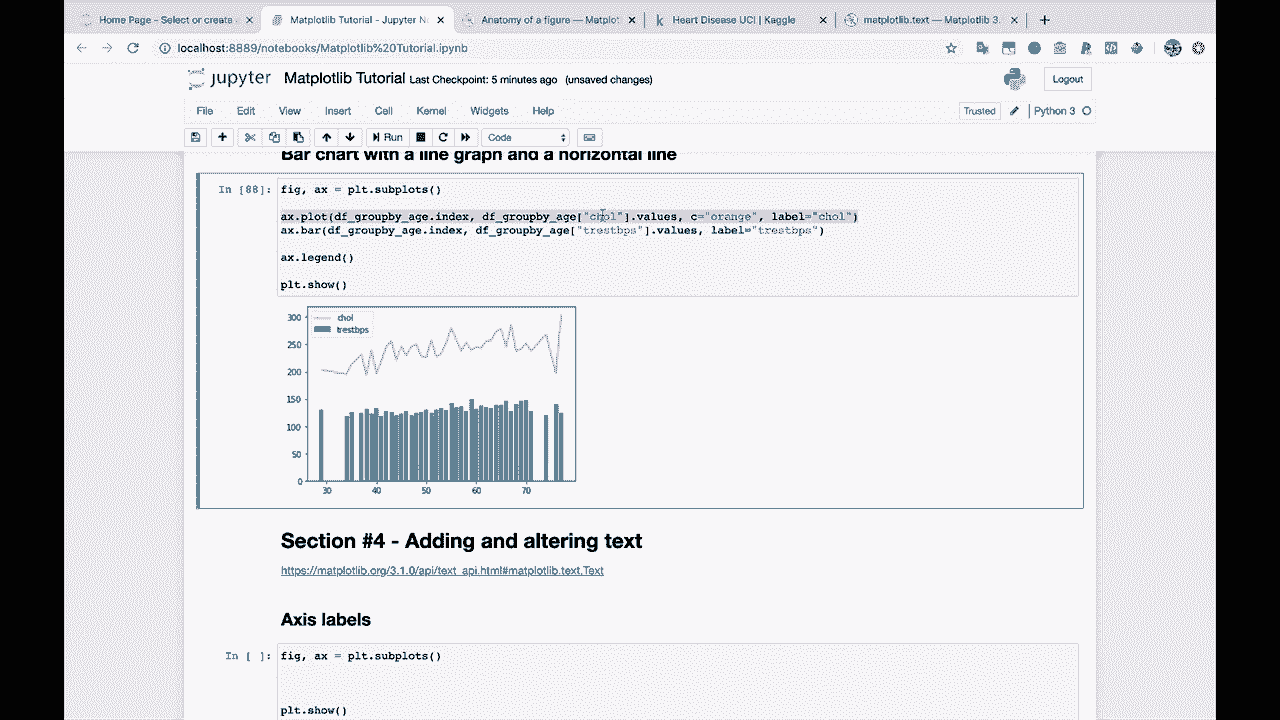 Home Page - Select or create
Matplotlib Tutorial - Jupyter N
Anatomy of a figure — Matplot
Heart Disease UCI | Kaggle
matplotlib.text — Matplotlib 3.
localhost:8889/notebooks/Matplotlib%20Tutorial.ipynb
jupyter Matplotlib Tutorial Last Checkpoint: 5 minutes ago (unsaved changes)
Logout
File Edit View Insert Cell Kernel Widgets Help
Trusted
Python 3
Run
Code
Bar chart with a line graph and a horizontal line
In [88]:
fig, ax = plt.subplots()
ax.plot(df_groupby_age.index, df_groupby_age["chol"].values, c="orange", label="chol")
ax.bar(df_groupby_age.index, df_groupby_age["trestbps"].values, label="trestbps")
ax.legend()
plt.show()
chol
trestbps
300
250
200
150
100
50
0
30 40 50 60 70
Section #4 - Adding and altering text
https://matplotlib.org/3.1.0/api/text_api.html#matplotlib.text.Text
Axis labels
In [ ]:
fig, ax = plt.subplots()
plt.show()